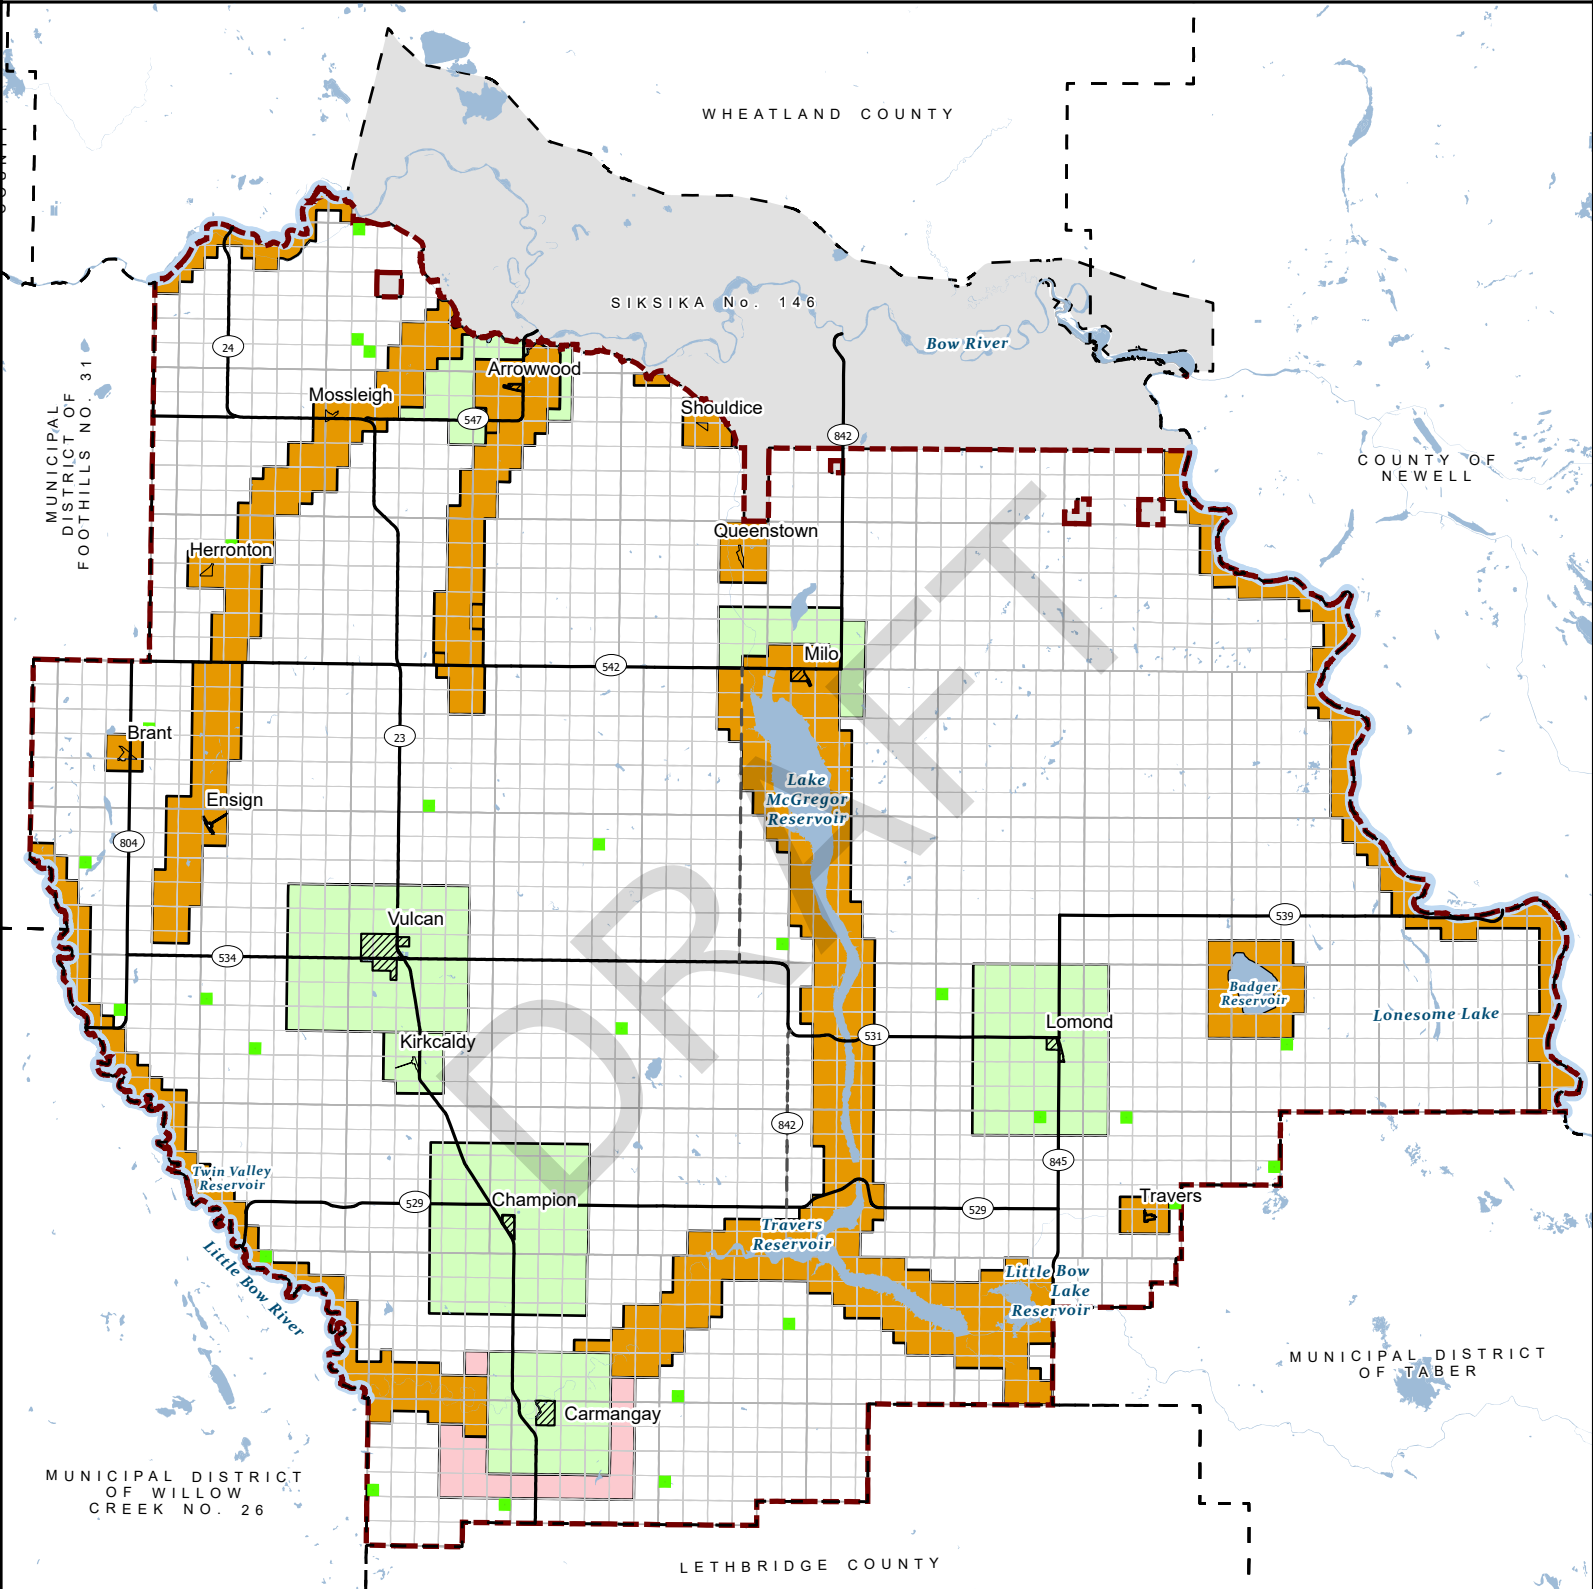 WHEATLAND COUNTY
COUNTY
SIKSIKA No. 146
Bow River
24
MUNICIPAL
DISTRICT OF
FOOTHILLS NO. 31
Arrowwood
Mossleigh
547
Shouldice
842
COUNTY OF
NEWELL
Queenstown
Herronton
542
Milo
Brant
23
Lake
McGregor
Reservoir
Ensign
804
DRAFT
Vulcan
539
534
Badger
Reservoir
Lonesome Lake
Lomond
531
Kirkcaldy
842
845
Twin Valley
Reservoir
529
Champion
529
Travers
Travers
Reservoir
Little Bow River
Little Bow
Lake
Reservoir
MUNICIPAL DISTRICT
OF TABER
Carmangay
MUNICIPAL DISTRICT
OF WILLOW
CREEK NO. 26
LETHBRIDGE COUNTY